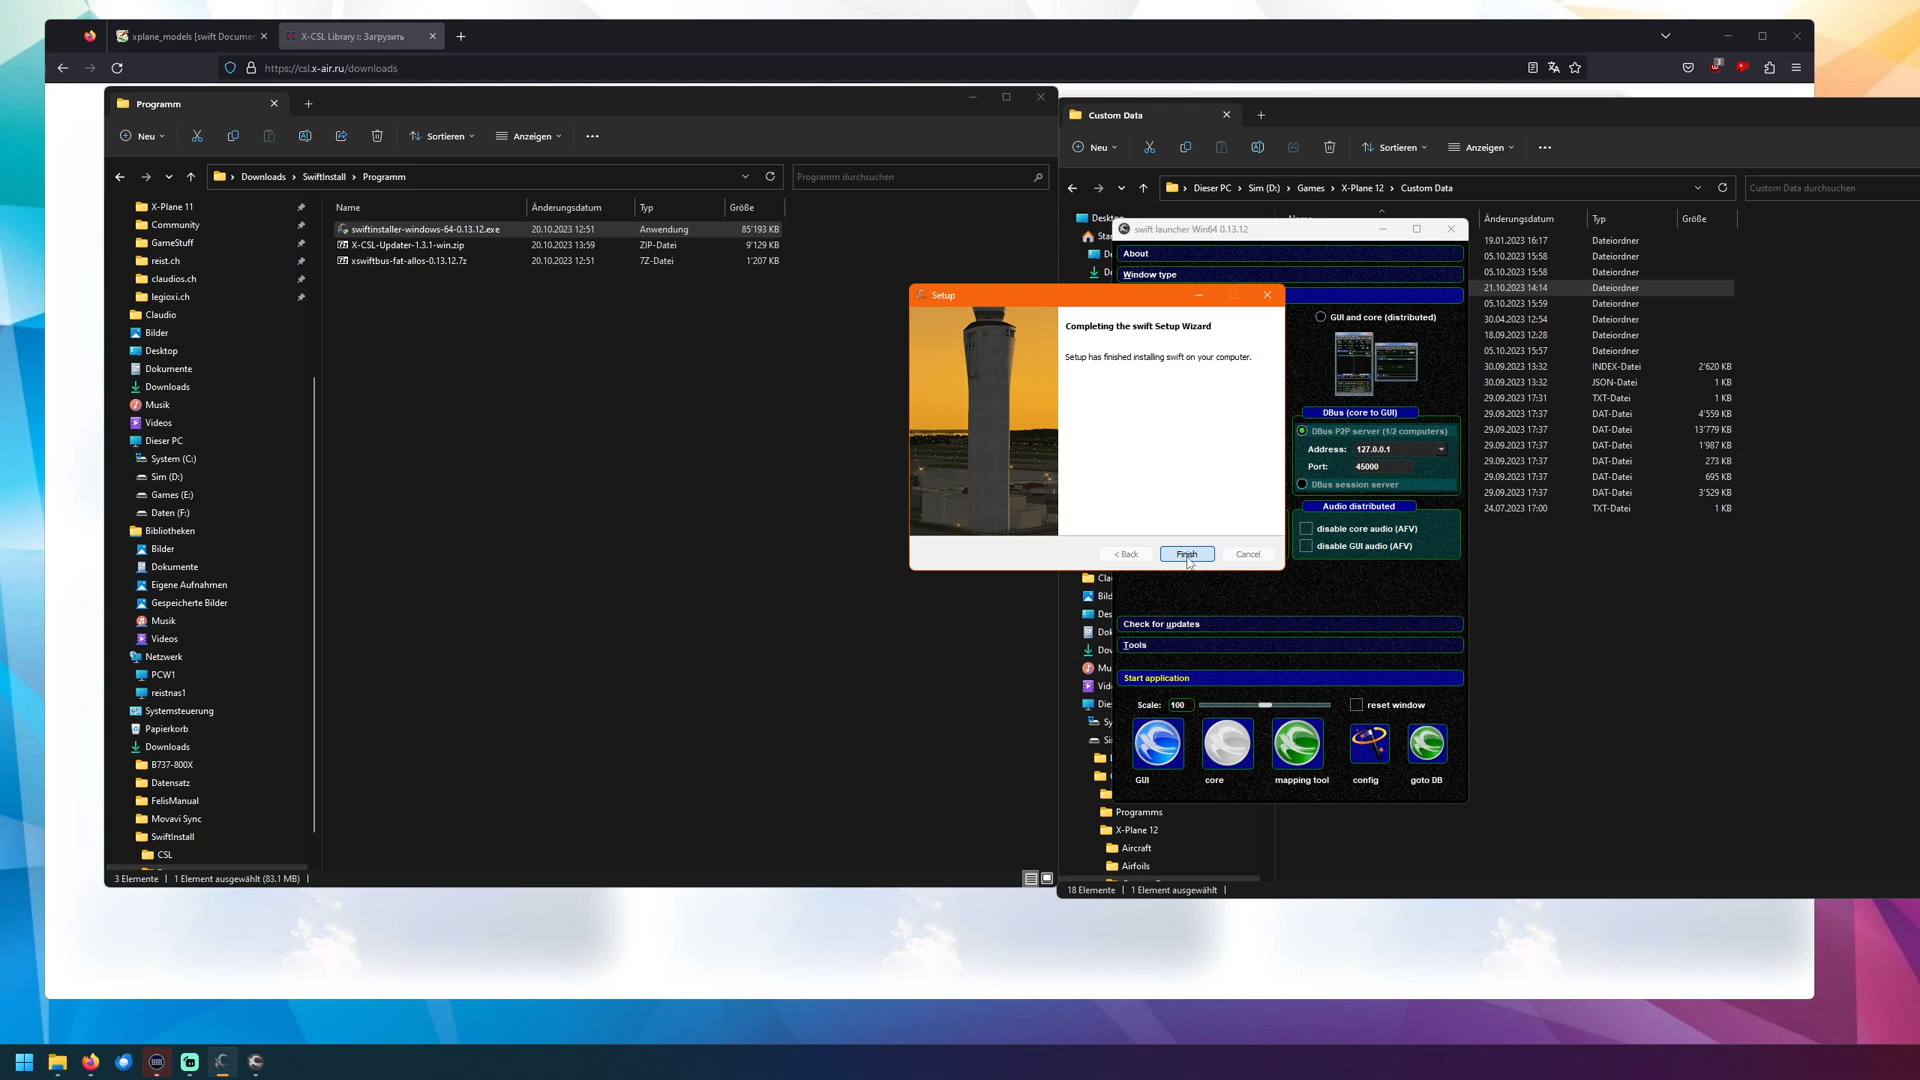 xplane_models [swift Documen
X-CSL Library :: Загрузить
https://csl.x-air.ru/downloads
3
Programm
Neu
Sortieren
Anzeigen
Downloads
SwiftInstall
Programm
Programm durchsuchen
Name
Änderungsdatum
Typ
Größe
swiftinstaller-windows-64-0.13.12.exe
20.10.2023 12:51
Anwendung
85'193 KB
X-CSL-Updater-1.3.1-win.zip
20.10.2023 13:59
ZIP-Datei
9'129 KB
xswiftbus-fat-allos-0.13.12.7z
20.10.2023 12:51
7Z-Datei
1'207 KB
X-Plane 11
Community
GameStuff
reist.ch
claudios.ch
legioxi.ch
Claudio
Bilder
Desktop
Dokumente
Downloads
Musik
Videos
Dieser PC
System (C:)
Sim (D:)
Games (E:)
Daten (F:)
Bibliotheken
Bilder
Dokumente
Eigene Aufnahmen
Gespeicherte Bilder
Musik
Videos
Netzwerk
PCW1
reistnas1
Systemsteuerung
Papierkorb
Downloads
B737-800X
Datensatz
FelisManual
Movavi Sync
SwiftInstall
CSL
3 Elemente
1 Element ausgewählt (83.1 MB)
Custom Data
Neu
Sortieren
Anzeigen
Dieser PC
Sim (D:)
Games
X-Plane 12
Custom Data
Custom Data durchsuchen
Änderungsdatum
Typ
Größe
19.01.2023 16:17
Dateiordner
05.10.2023 15:58
Dateiordner
05.10.2023 15:58
Dateiordner
21.10.2023 14:14
Dateiordner
05.10.2023 15:59
Dateiordner
30.04.2023 12:54
Dateiordner
18.09.2023 12:28
Dateiordner
05.10.2023 15:57
Dateiordner
30.09.2023 13:32
INDEX-Datei
2'620 KB
30.09.2023 13:32
JSON-Datei
1 KB
29.09.2023 17:31
TXT-Datei
1 KB
29.09.2023 17:37
DAT-Datei
4'559 KB
29.09.2023 17:37
DAT-Datei
13'779 KB
29.09.2023 17:37
DAT-Datei
1'987 KB
29.09.2023 17:37
DAT-Datei
273 KB
29.09.2023 17:37
DAT-Datei
695 KB
29.09.2023 17:37
DAT-Datei
3'529 KB
24.07.2023 17:00
TXT-Datei
1 KB
Programms
X-Plane 12
Aircraft
Airfoils
18 Elemente
1 Element ausgewählt
swift launcher Win64 0.13.12
About
Window type
GUI and core (distributed)
DBus (core to GUI)
DBus P2P server (1/2 computers)
Address: 127.0.0.1
Port: 45000
DBus session server
Audio distributed
disable core audio (AFV)
disable GUI audio (AFV)
Check for updates
Tools
Start application
Scale: 100
reset window
GUI
core
mapping tool
config
goto DB
Setup
Completing the swift Setup Wizard
Setup has finished installing swift on your computer.
< Back
Finish
Cancel